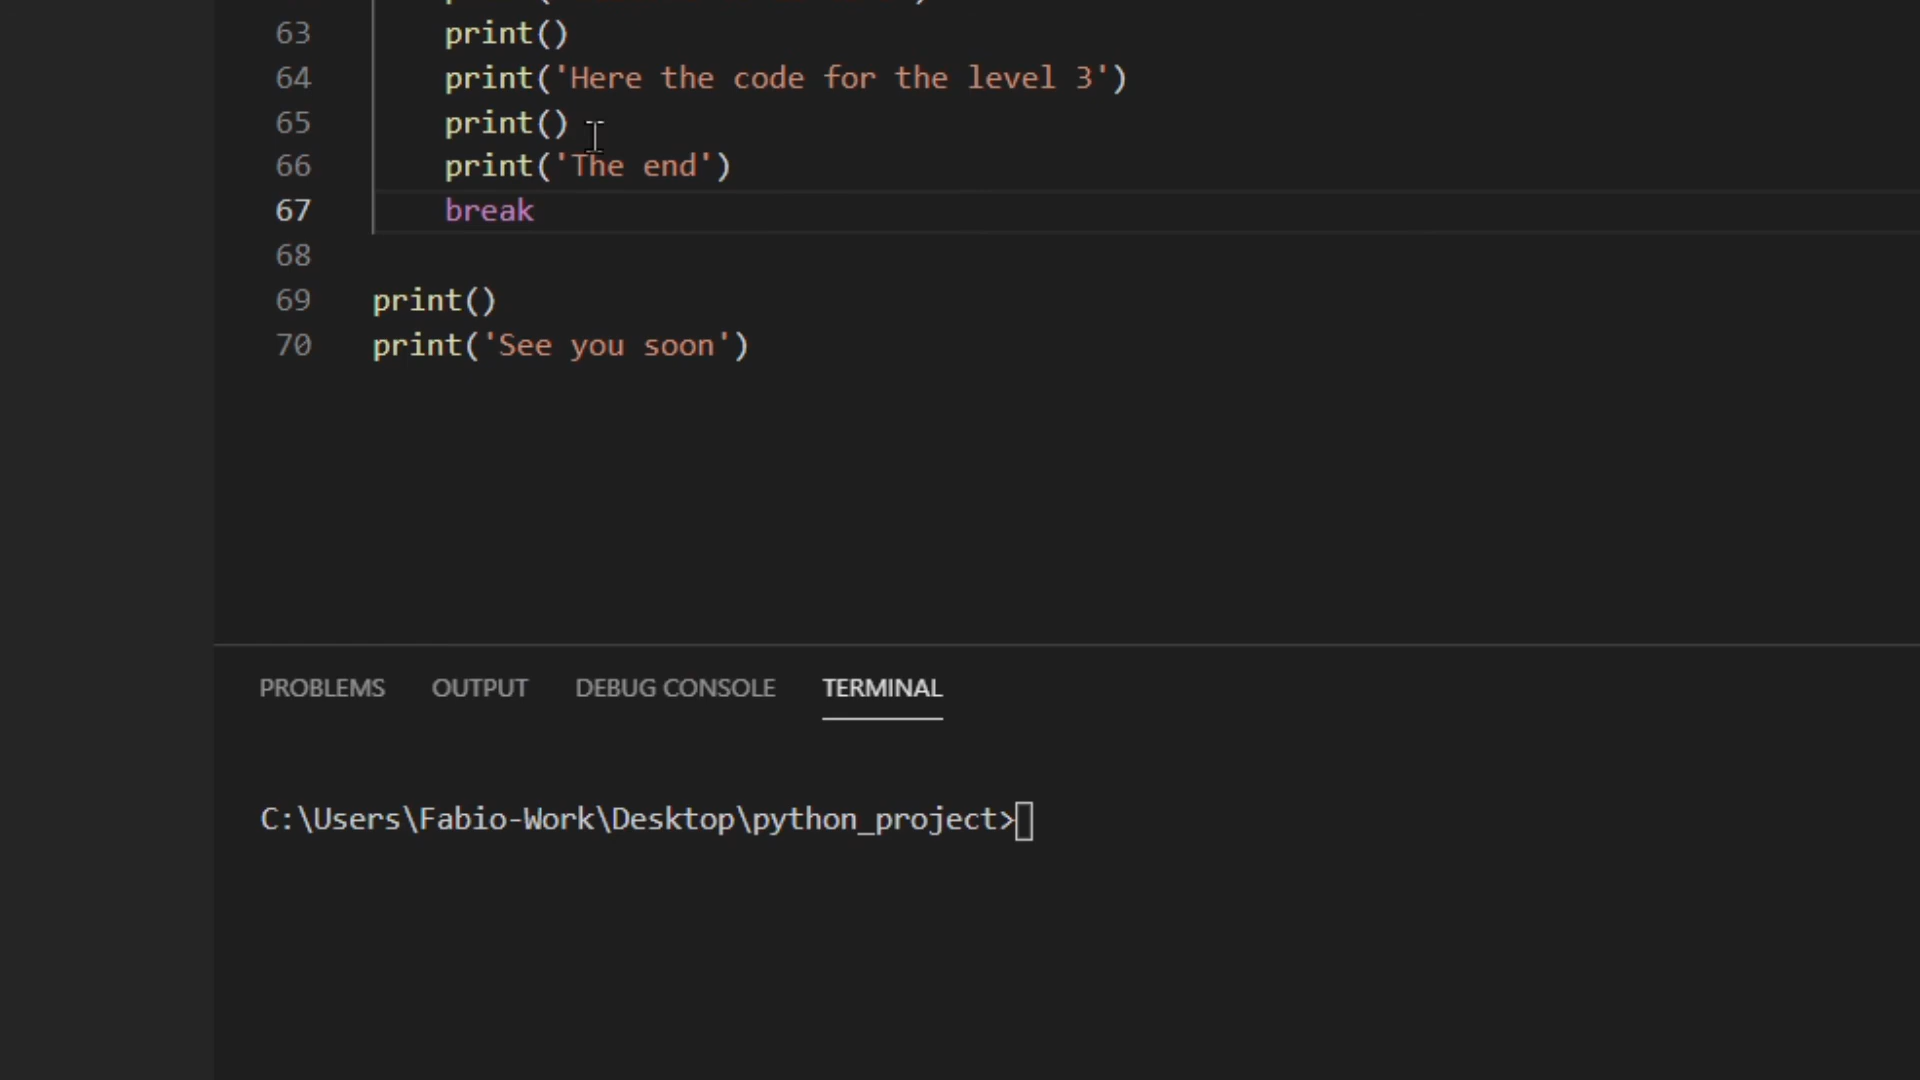 63 print()
64 print('Here the code for the level 3')
65 print()
66 print('The end')
67 break
68
69 print()
70 print('See you soon')
PROBLEMS OUTPUT DEBUG CONSOLE TERMINAL
C:\Users\Fabio-Work\Desktop\python_project>